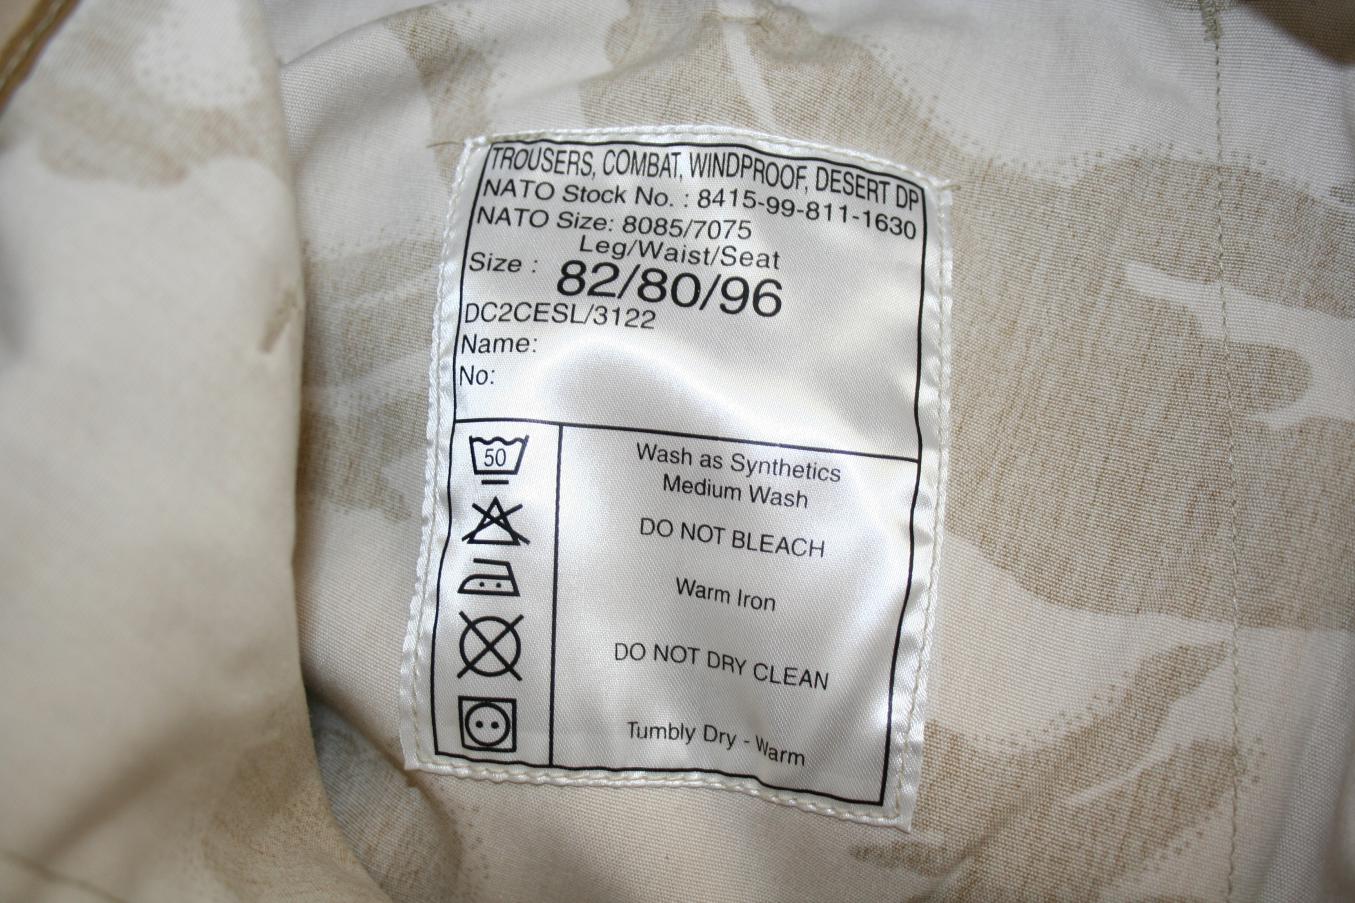 TROUSERS, COMBAT, WINDPROOF, DESERT DP
NATO Stock No. : 8415-99-811-1630
NATO Size: 8085/7075
Leg/Waist/Seat
Size : 82/80/96
DC2CESL/3122
Name:
No:
50
Wash as Synthetics
Medium Wash
DO NOT BLEACH
Warm Iron
DO NOT DRY CLEAN
Tumbly Dry - Warm